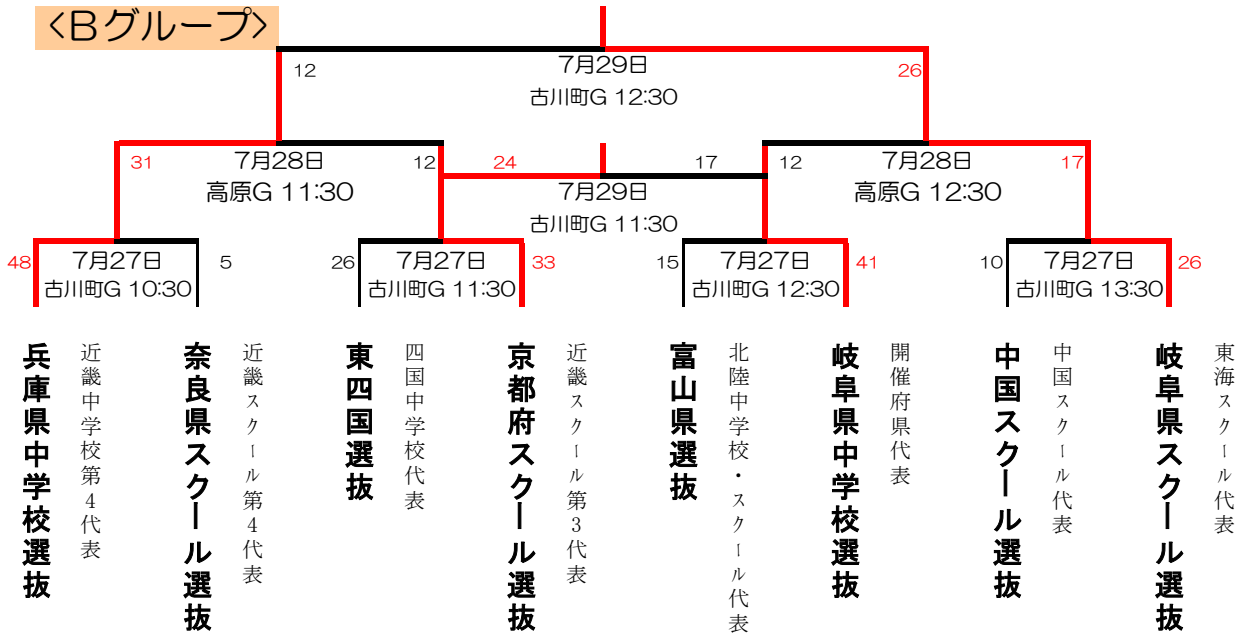 <Bグループ>
12
7月29日
26
古川町G 12:30
31
7月28日
12
24
17
12
7月28日
17
高原G 11:30
7月29日
高原G 12:30
古川町G 11:30
48
7月27日
5
26
7月27日
33
15
7月27日
41
10
7月27日
26
古川町G 10:30
古川町G 11:30
古川町G 12:30
古川町G 13:30
兵庫県中学校選抜
近畿中学校第4代表
奈良県スクール選抜
近畿スクール第4代表
東四国選抜
四国中学校代表
京都府スクール選抜
近畿スクール第3代表
富山県選抜
北陸中学校・スクール代表
岐阜県中学校選抜
開催府県代表
中国スクール選抜
中国スクール代表
岐阜県スクール選抜
東海スクール代表